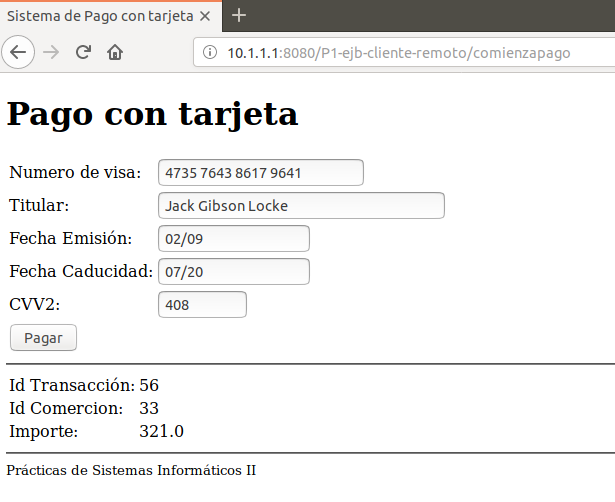 Sistema de Pago con tarjeta
10.1.1.1:8080/P1-ejb-cliente-remoto/comienzapago
Pago con tarjeta
Numero de visa: 4735 7643 8617 9641
Titular: Jack Gibson Locke
Fecha Emisión: 02/09
Fecha Caducidad: 07/20
CVV2: 408
Pagar
Id Transacción: 56
Id Comercion: 33
Importe: 321.0
Prácticas de Sistemas Informáticos II